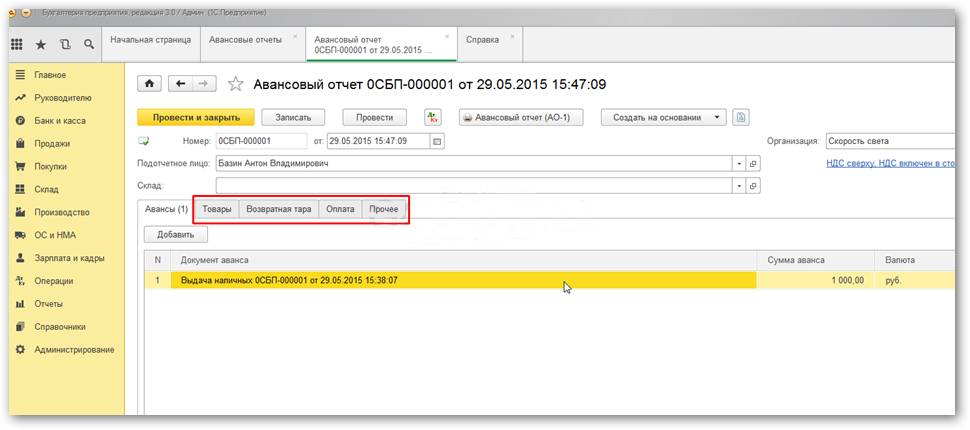 Бухгалтерия предприятия, редакция 3.0 / Админ (1С:Предприятие)
Начальная страница
Авансовые отчеты
Авансовый отчет
0СБП-000001 от 29.05.2015 ...
Справка
Главное
Руководителю
Банк и касса
Продажи
Покупки
Склад
Производство
ОС и НМА
Зарплата и кадры
Операции
Отчеты
Справочники
Администрирование
Авансовый отчет 0СБП-000001 от 29.05.2015 15:47:09
Провести и закрыть Записать Провести Дт Кт Авансовый отчет (АО-1) Создать на основании
Номер: 0СБП-000001 от: 29.05.2015 15:47:09 Организация: Скорость света
Подотчетное лицо: Базин Антон Владимирович НДС сверху, НДС включен в сто
Склад:
Авансы (1) Товары Возвратная тара Оплата Прочее
Добавить
N Документ аванса Сумма аванса Валюта
1 Выдача наличных 0СБП-000001 от 29.05.2015 15:38:07 1 000,00 руб.